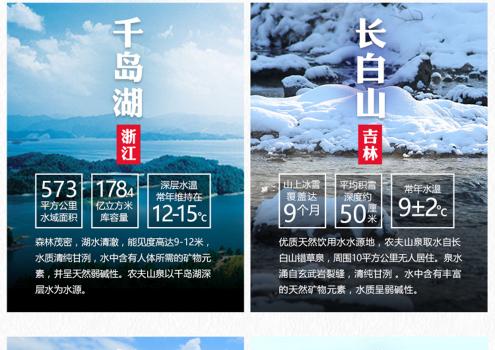 千岛湖
浙江
573
平方公里
水域面积
178.4
亿立方米
库容量
深层水温
常年维持在
12-15℃
森林茂密，湖水清澈，能见度高达9-12米，
水质清纯甘洌，水中含有人体所需的矿物元
素，并呈天然弱碱性。农夫山泉以千岛湖深
层水为水源。
长白山
吉林
山上冰雪
覆盖达
9个月
平均积雪
深度约
50厘米
常年水温
9±2℃
优质天然饮用水水源地，农夫山泉取水自长
白山错草泉，周围10平方公里无人居住。泉水
涌自玄武岩裂缝，清纯甘洌 。水中含有丰富
的天然矿物元素，水质呈弱碱性。